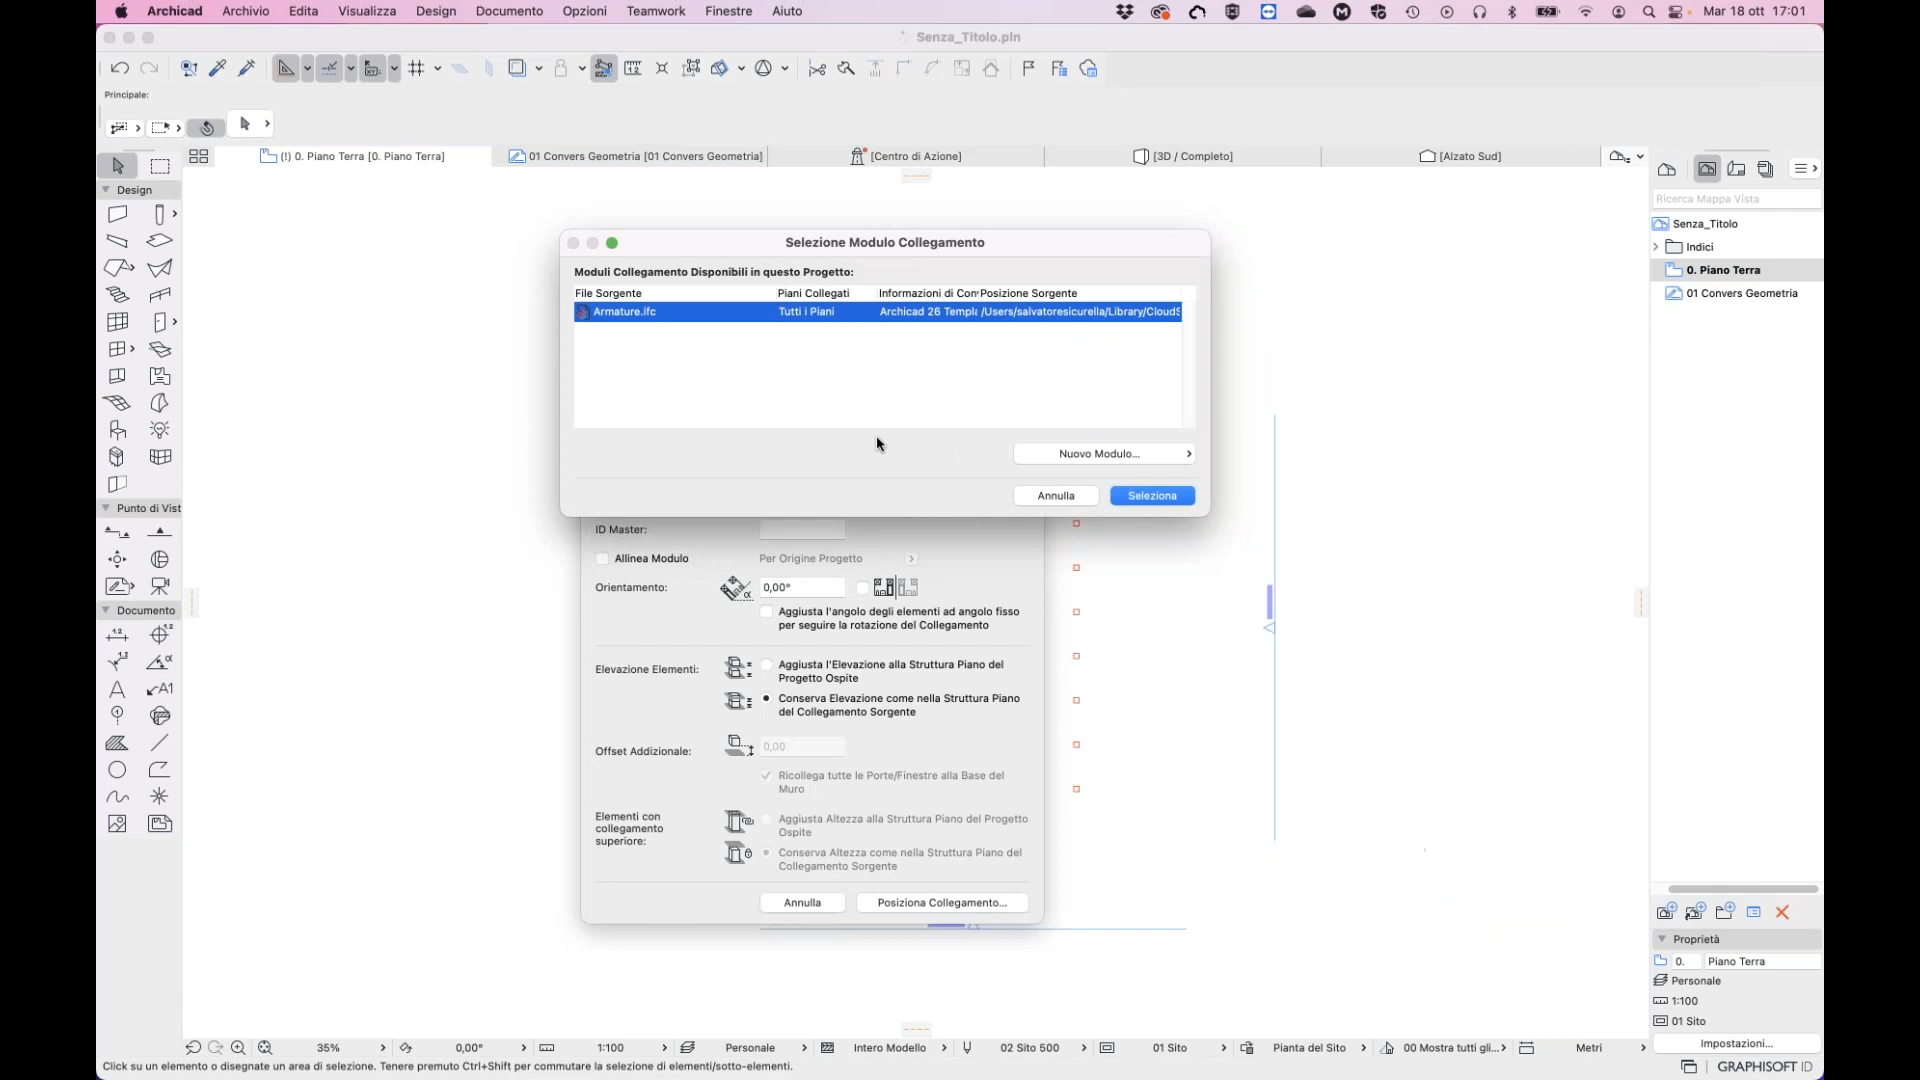 Archicad Archivio Edita Visualizza Design Documento Opzioni Teamwork Finestre Aiuto Mar 18 ott 17:01
Senza_Titolo.pln
Principale:
(!) 0. Piano Terra [0. Piano Terra] 01 Convers Geometria [01 Convers Geometria] [Centro di Azione] [3D / Completo] [Alzato Sud]
Design
Punto di Vist
Documento
Selezione Modulo Collegamento
Moduli Collegamento Disponibili in questo Progetto:
File Sorgente Piani Collegati Informazioni di Con Posizione Sorgente
Armature.ifc Tutti i Piani Archicad 26 Templa /Users/salvatoresicurella/Library/CloudS
Nuovo Modulo...
Annulla Seleziona
ID Master:
Allinea Modulo Per Origine Progetto
Orientamento: 0,00°
Aggiusta l'angolo degli elementi ad angolo fisso
per seguire la rotazione del Collegamento
Elevazione Elementi:
Aggiusta l'Elevazione alla Struttura Piano del
Progetto Ospite
Conserva Elevazione come nella Struttura Piano
del Collegamento Sorgente
Offset Addizionale: 0,00
Ricollega tutte le Porte/Finestre alla Base del
Muro
Elementi con
collegamento
superiore:
Aggiusta Altezza alla Struttura Piano del Progetto
Ospite
Conserva Altezza come nella Struttura Piano del
Collegamento Sorgente
Annulla Posiziona Collegamento...
Ricerca Mappa Vista
Senza_Titolo
Indici
0. Piano Terra
01 Convers Geometria
Proprietà
0. Piano Terra
Personale
1:100
01 Sito
Impostazioni...
35% 0,00° 1:100 Personale Intero Modello 02 Sito 500 01 Sito Pianta del Sito 00 Mostra tutti gli... Metri
Click su un elemento o disegnate un area di selezione. Tenere premuto Ctrl+Shift per commutare la selezione di elementi/sotto-elementi.
GRAPHISOFT ID